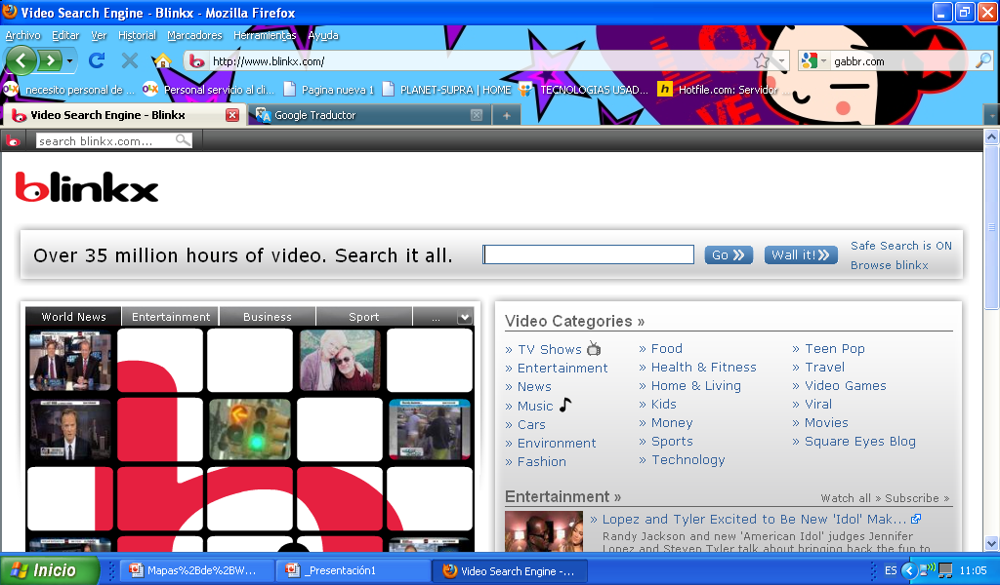 Video Search Engine - Blinkx - Mozilla Firefox
Archivo Editar Ver Historial Marcadores Herramientas Ayuda
http://www.blinkx.com/ gabbr.com
necesito personal de ... Personal servicio al cli... Pagina nueva 1 PLANET-SUPRA | HOME TECNOLOGIAS USAD... Hotfile.com: Servidor ...
Video Search Engine - Blinkx Google Traductor
search blinkx.com...
blinkx
Over 35 million hours of video. Search it all. Go Wall it! Safe Search is ON
Browse blinkx
World News Entertainment Business Sport ...
Video Categories »
» TV Shows » Food » Teen Pop
» Entertainment » Health & Fitness » Travel
» News » Home & Living » Video Games
» Music » Kids » Viral
» Cars » Money » Movies
» Environment » Sports » Square Eyes Blog
» Fashion » Technology
Entertainment » Watch all » Subscribe »
» Lopez and Tyler Excited to Be New 'Idol' Mak...
Randy Jackson and new 'American Idol' judges Jennifer
Lopez and Steven Tyler talk about bringing back the fun to
Inicio Mapas%2Bde%2BW... _Presentación1 Video Search Engine -... ES 11:05